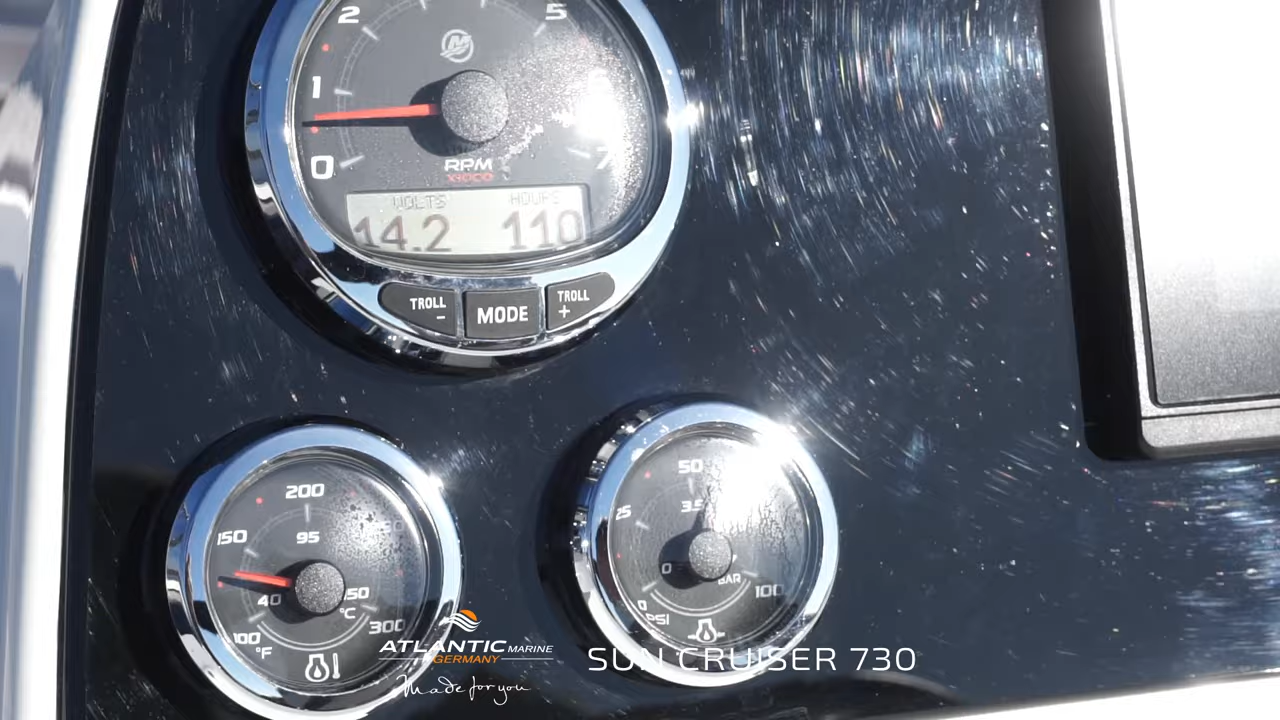 2
5
1
0
7
RPM
X1000
VOLTS HOURS
14.2 110
TROLL
-
MODE
TROLL
+
200
150
95
40
150
°C
100
°F
300
50
3.5
25
0
BAR
100
0
PSI
ATLANTIC MARINE
GERMANY
Made for you
SUN CRUISER 730